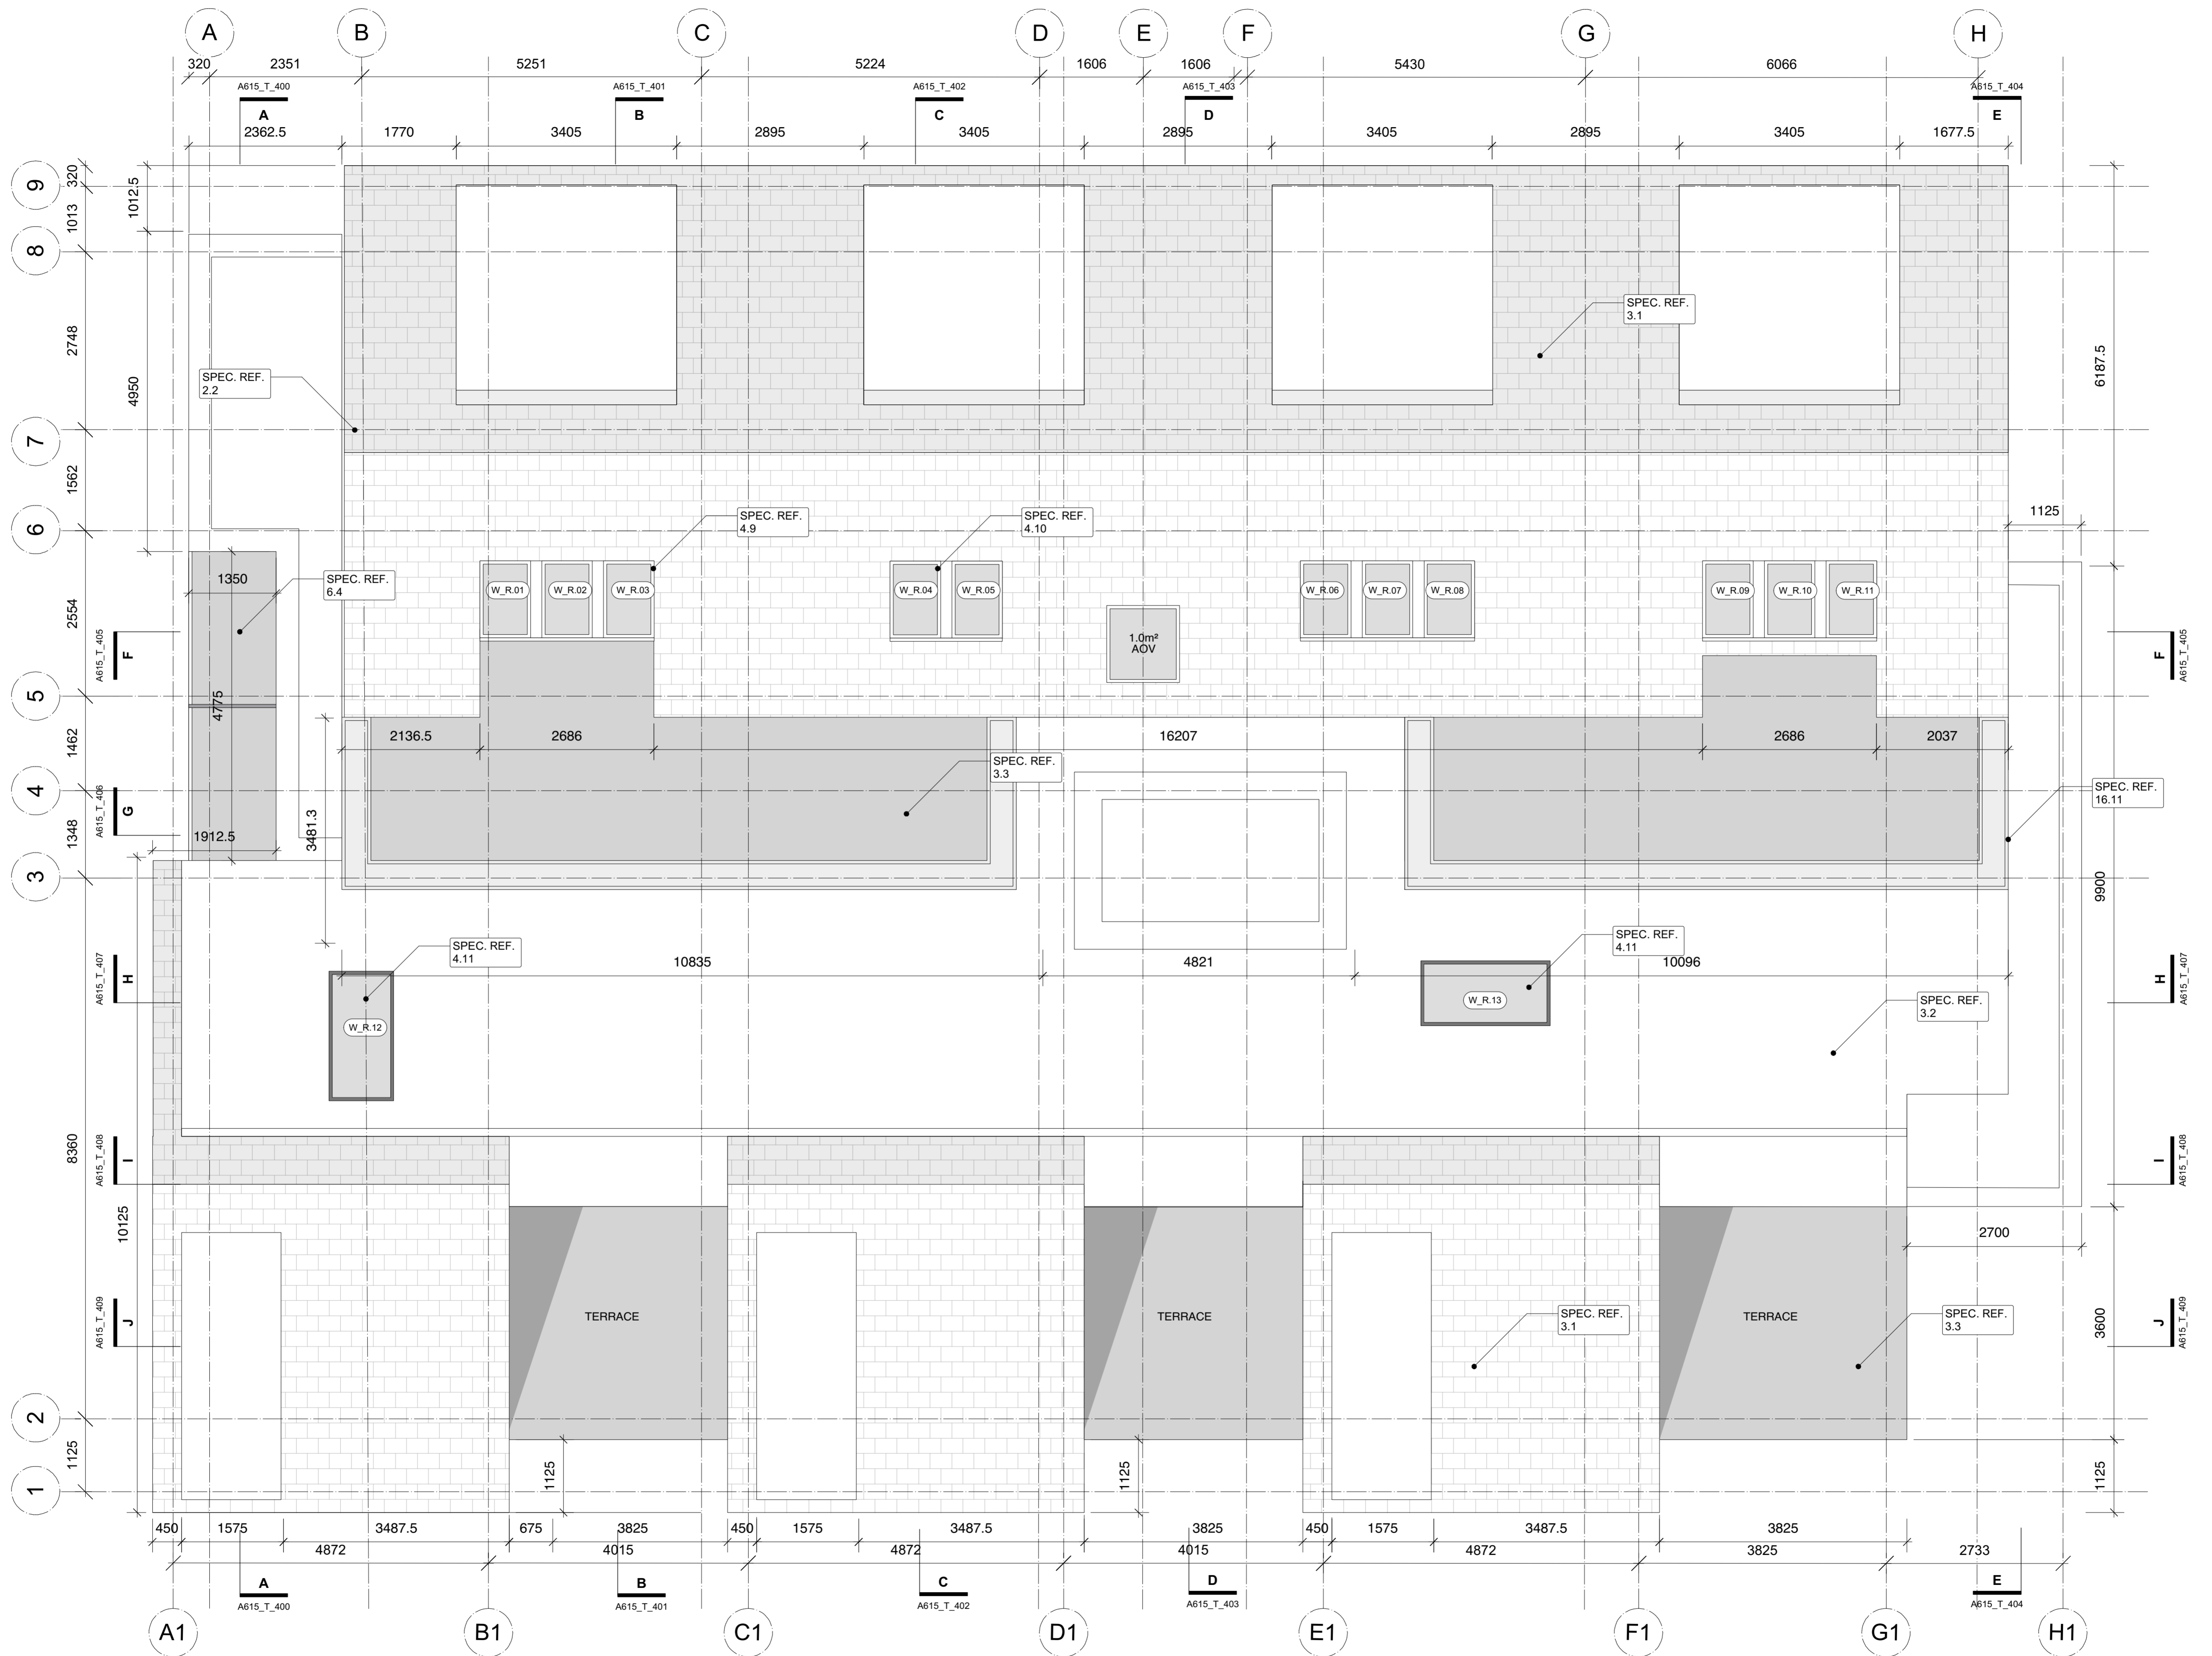 A
B
C
D
E
F
G
H
320
2351
5251
5224
1606
1606
5430
6066
A615_T_400
A615_T_401
A615_T_402
A615_T_403
A615_T_404
A
B
C
D
E
2362.5
1770
3405
2895
3405
2895
3405
2895
3405
1677.5
9
320
1012.5
1013
8
2748
4950
6187.5
SPEC. REF.
3.1
SPEC. REF.
2.2
7
1562
6
SPEC. REF.
4.9
SPEC. REF.
4.10
1125
1350
SPEC. REF.
6.4
W_R.01
W_R.02
W_R.03
W_R.04
W_R.05
W_R.06
W_R.07
W_R.08
W_R.09
W_R.10
W_R.11
2554
1.0m²
AOV
A615_T_405
F
F
A615_T_405
5
4775
1462
2136.5
2686
16207
2686
2037
SPEC. REF.
3.3
4
SPEC. REF.
16.11
A615_T_406
G
1348
1912.5
3481.3
3
9900
SPEC. REF.
4.11
SPEC. REF.
4.11
10835
4821
10096
A615_T_407
H
H
A615_T_407
W_R.12
W_R.13
SPEC. REF.
3.2
8360
A615_T_408
I
I
A615_T_408
10125
2700
A615_T_409
J
TERRACE
TERRACE
TERRACE
SPEC. REF.
3.1
SPEC. REF.
3.3
3600
J
A615_T_409
2
1125
1125
1125
1125
1
450
1575
3487.5
675
3825
450
1575
3487.5
3825
450
1575
3487.5
3825
4872
4015
4872
4015
4872
3825
2733
A
B
C
D
E
A615_T_400
A615_T_401
A615_T_402
A615_T_403
A615_T_404
A1
B1
C1
D1
E1
F1
G1
H1